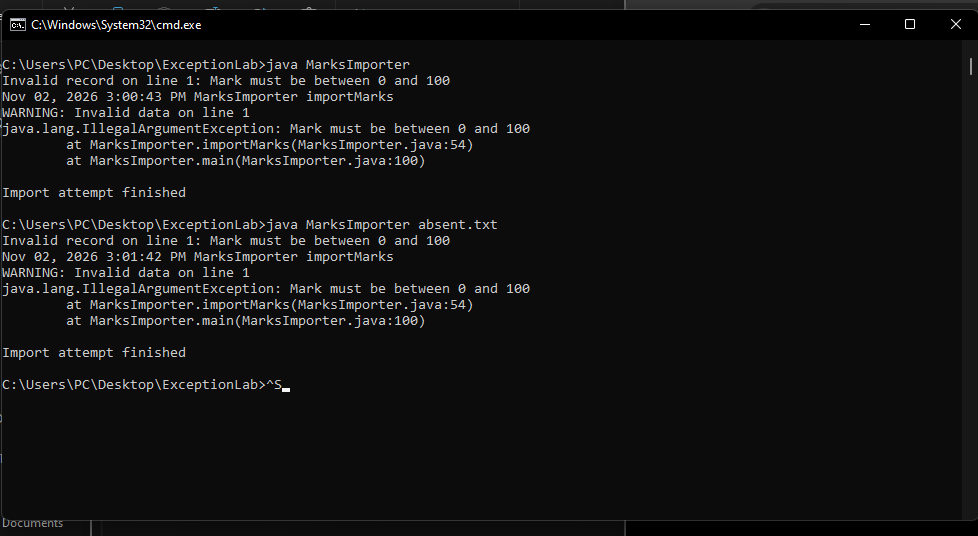 C:\Windows\System32\cmd.exe
C:\Users\PC\Desktop\ExceptionLab>java MarksImporter
Invalid record on line 1: Mark must be between 0 and 100
Nov 02, 2026 3:00:43 PM MarksImporter importMarks
WARNING: Invalid data on line 1
java.lang.IllegalArgumentException: Mark must be between 0 and 100
        at MarksImporter.importMarks(MarksImporter.java:54)
        at MarksImporter.main(MarksImporter.java:100)
Import attempt finished
C:\Users\PC\Desktop\ExceptionLab>java MarksImporter absent.txt
Invalid record on line 1: Mark must be between 0 and 100
Nov 02, 2026 3:01:42 PM MarksImporter importMarks
WARNING: Invalid data on line 1
java.lang.IllegalArgumentException: Mark must be between 0 and 100
        at MarksImporter.importMarks(MarksImporter.java:54)
        at MarksImporter.main(MarksImporter.java:100)
Import attempt finished
C:\Users\PC\Desktop\ExceptionLab>^S
Documents